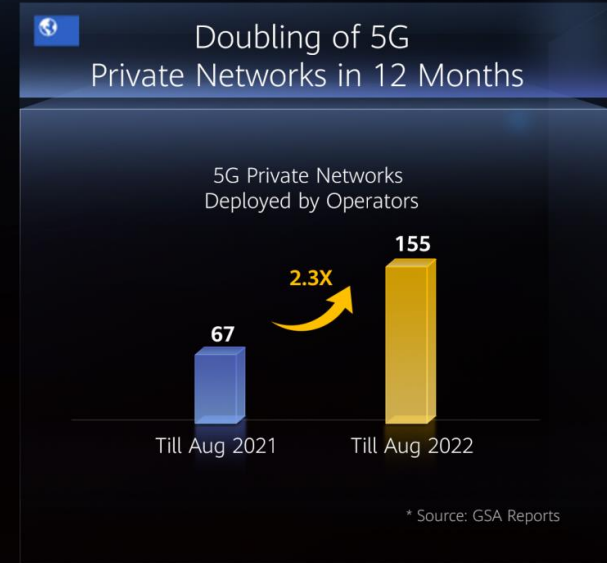 Doubling of 5G
Private Networks in 12 Months
5G Private Networks
Deployed by Operators
155
2.3X
67
Till Aug 2021
Till Aug 2022
* Source: GSA Reports